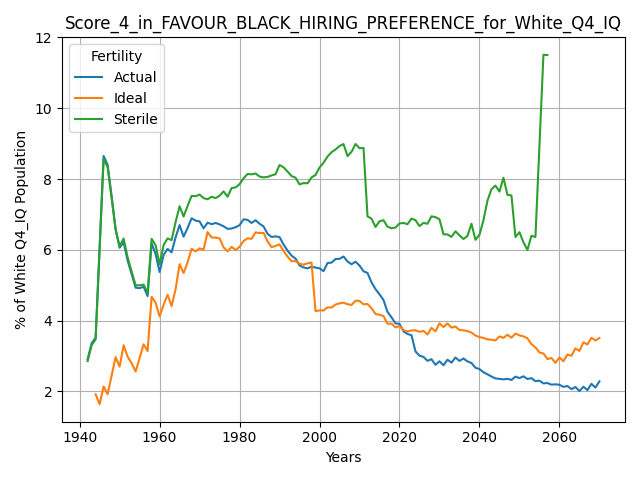 Score_4_in_FAVOUR_BLACK_HIRING_PREFERENCE_for_White_Q4_IQ
% of White Q4_IQ Population
12
10
8
6
4
2
Fertility
Actual
Ideal
Sterile
1940 1960 1980 2000 2020 2040 2060
Years